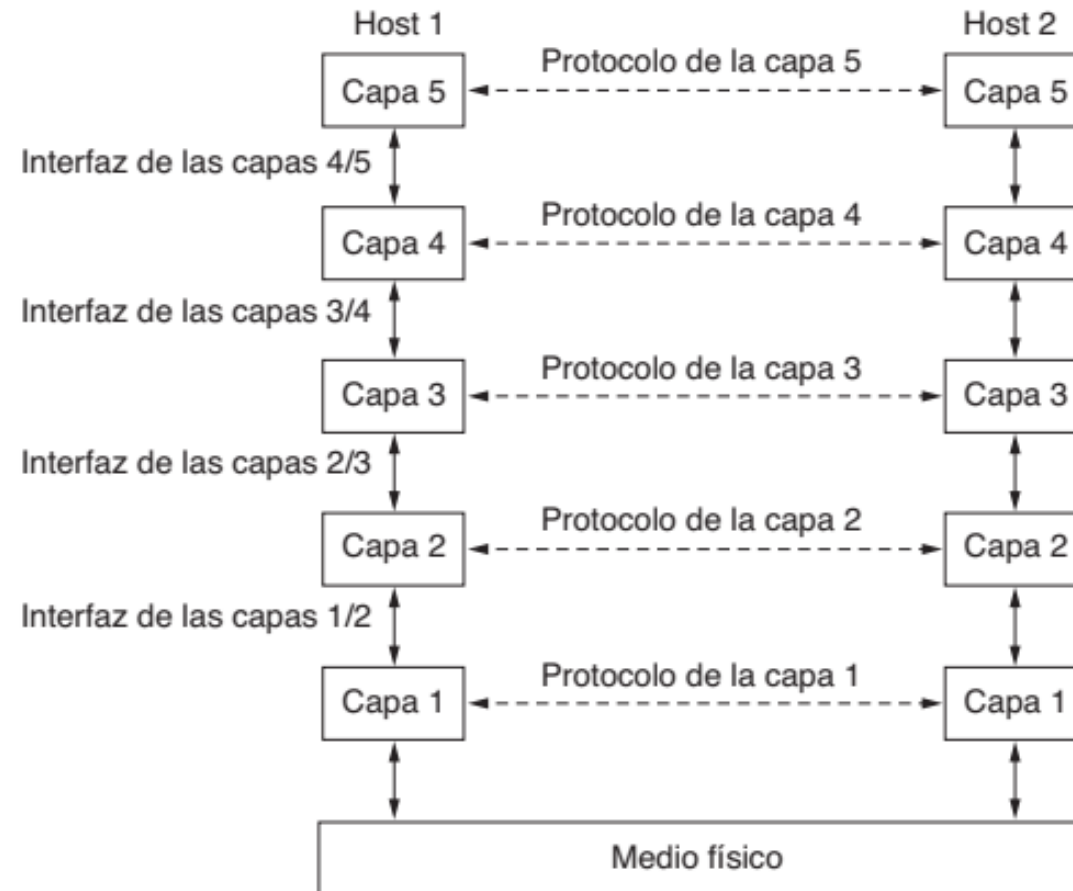 Host 1
Host 2
Protocolo de la capa 5
Capa 5
Capa 5
Interfaz de las capas 4/5
Protocolo de la capa 4
Capa 4
Capa 4
Interfaz de las capas 3/4
Protocolo de la capa 3
Capa 3
Capa 3
Interfaz de las capas 2/3
Protocolo de la capa 2
Capa 2
Capa 2
Interfaz de las capas 1/2
Protocolo de la capa 1
Capa 1
Capa 1
Medio físico